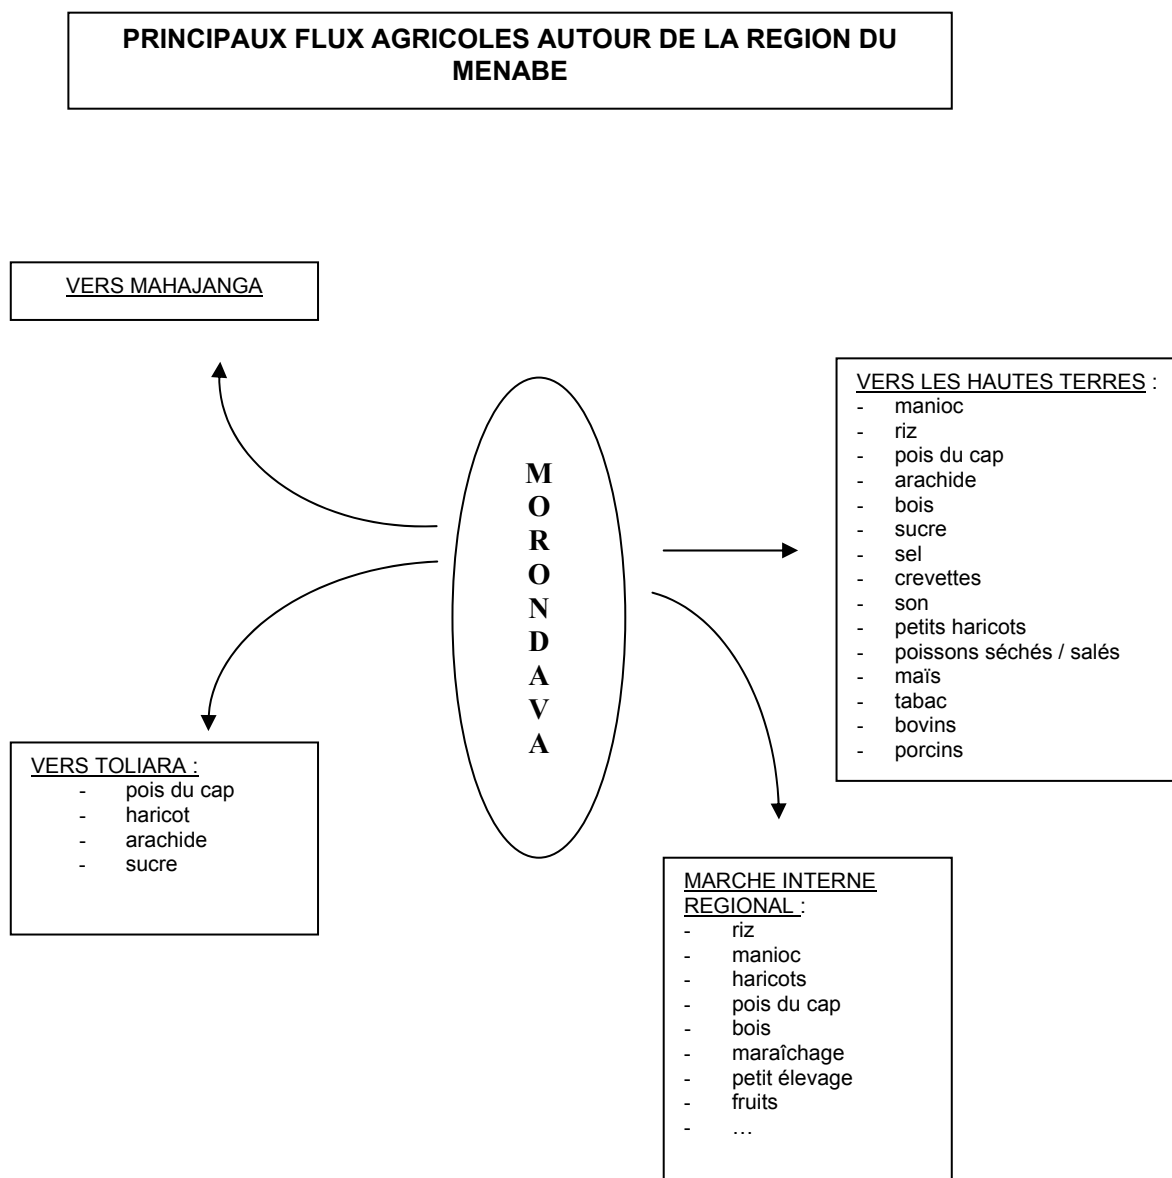 PRINCIPAUX FLUX AGRICOLES AUTOUR DE LA REGION DU
MENABE
VERS MAHAJANGA
VERS LES HAUTES TERRES :
- manioc
- riz
- pois du cap
- arachide
- bois
- sucre
- sel
- crevettes
- son
- petits haricots
- poissons séchés / salés
- maïs
- tabac
- bovins
- porcins
M
O
R
O
N
D
A
V
A
VERS TOLIARA :
- pois du cap
- haricot
- arachide
- sucre
MARCHE INTERNE
REGIONAL :
- riz
- manioc
- haricots
- pois du cap
- bois
- maraîchage
- petit élevage
- fruits
- …